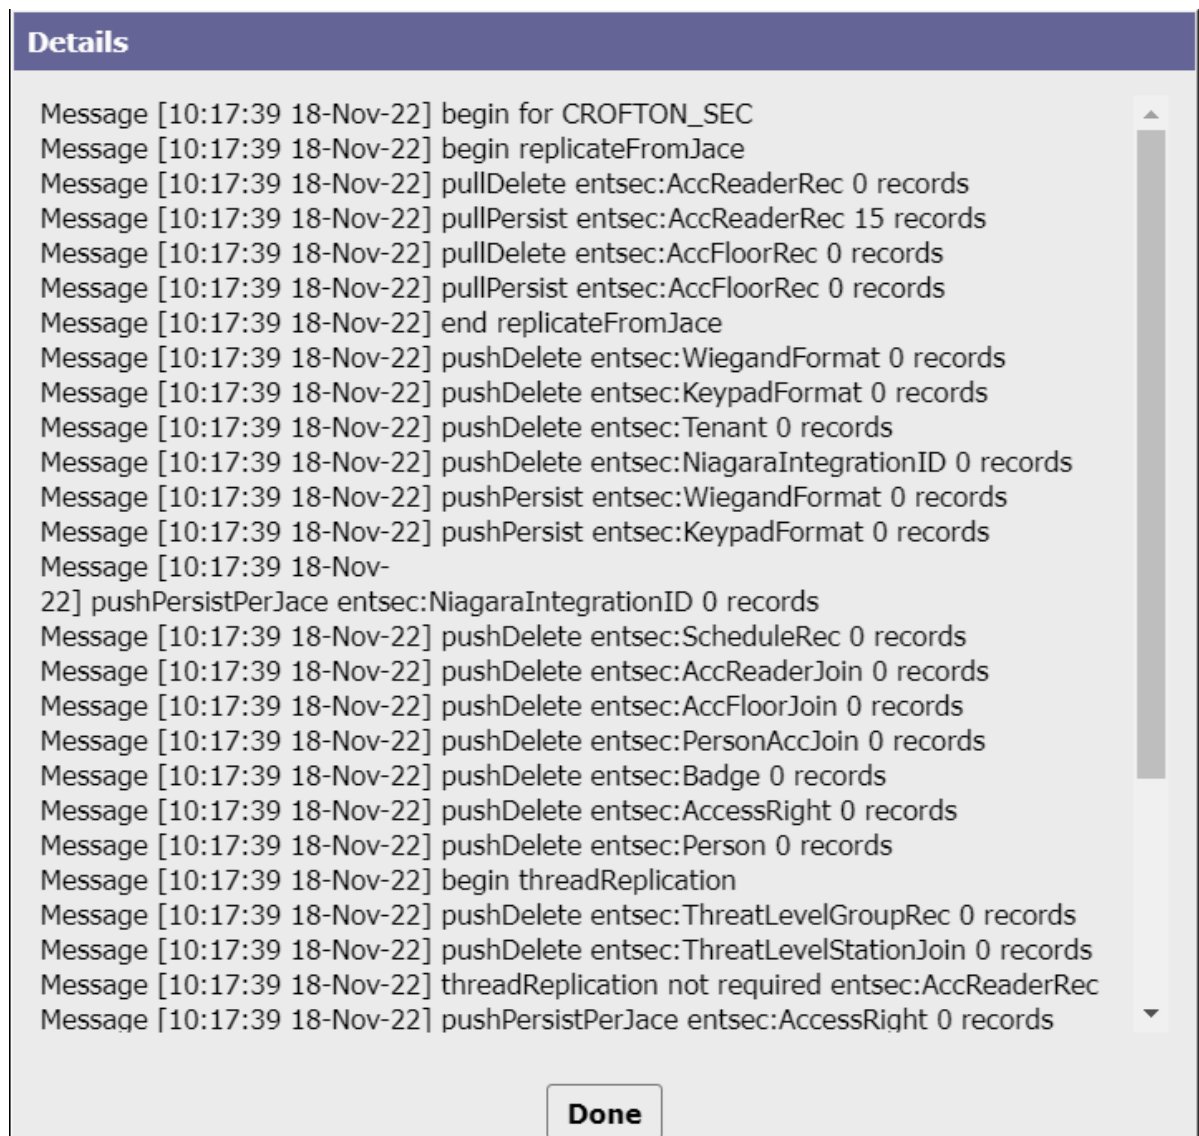 Details
Message [10:17:39 18-Nov-22] begin for CROFTON_SEC
Message [10:17:39 18-Nov-22] begin replicateFromJace
Message [10:17:39 18-Nov-22] pullDelete entsec:AccReaderRec 0 records
Message [10:17:39 18-Nov-22] pullPersist entsec:AccReaderRec 15 records
Message [10:17:39 18-Nov-22] pullDelete entsec:AccFloorRec 0 records
Message [10:17:39 18-Nov-22] pullPersist entsec:AccFloorRec 0 records
Message [10:17:39 18-Nov-22] end replicateFromJace
Message [10:17:39 18-Nov-22] pushDelete entsec:WiegandFormat 0 records
Message [10:17:39 18-Nov-22] pushDelete entsec:KeypadFormat 0 records
Message [10:17:39 18-Nov-22] pushDelete entsec:Tenant 0 records
Message [10:17:39 18-Nov-22] pushDelete entsec:NiagaraIntegrationID 0 records
Message [10:17:39 18-Nov-22] pushPersist entsec:WiegandFormat 0 records
Message [10:17:39 18-Nov-22] pushPersist entsec:KeypadFormat 0 records
Message [10:17:39 18-Nov-
22] pushPersistPerJace entsec:NiagaraIntegrationID 0 records
Message [10:17:39 18-Nov-22] pushDelete entsec:ScheduleRec 0 records
Message [10:17:39 18-Nov-22] pushDelete entsec:AccReaderJoin 0 records
Message [10:17:39 18-Nov-22] pushDelete entsec:AccFloorJoin 0 records
Message [10:17:39 18-Nov-22] pushDelete entsec:PersonAccJoin 0 records
Message [10:17:39 18-Nov-22] pushDelete entsec:Badge 0 records
Message [10:17:39 18-Nov-22] pushDelete entsec:AccessRight 0 records
Message [10:17:39 18-Nov-22] pushDelete entsec:Person 0 records
Message [10:17:39 18-Nov-22] begin threadReplication
Message [10:17:39 18-Nov-22] pushDelete entsec:ThreatLevelGroupRec 0 records
Message [10:17:39 18-Nov-22] pushDelete entsec:ThreatLevelStationJoin 0 records
Message [10:17:39 18-Nov-22] threadReplication not required entsec:AccReaderRec
Message [10:17:39 18-Nov-22] pushPersistPerJace entsec:AccessRight 0 records
Done